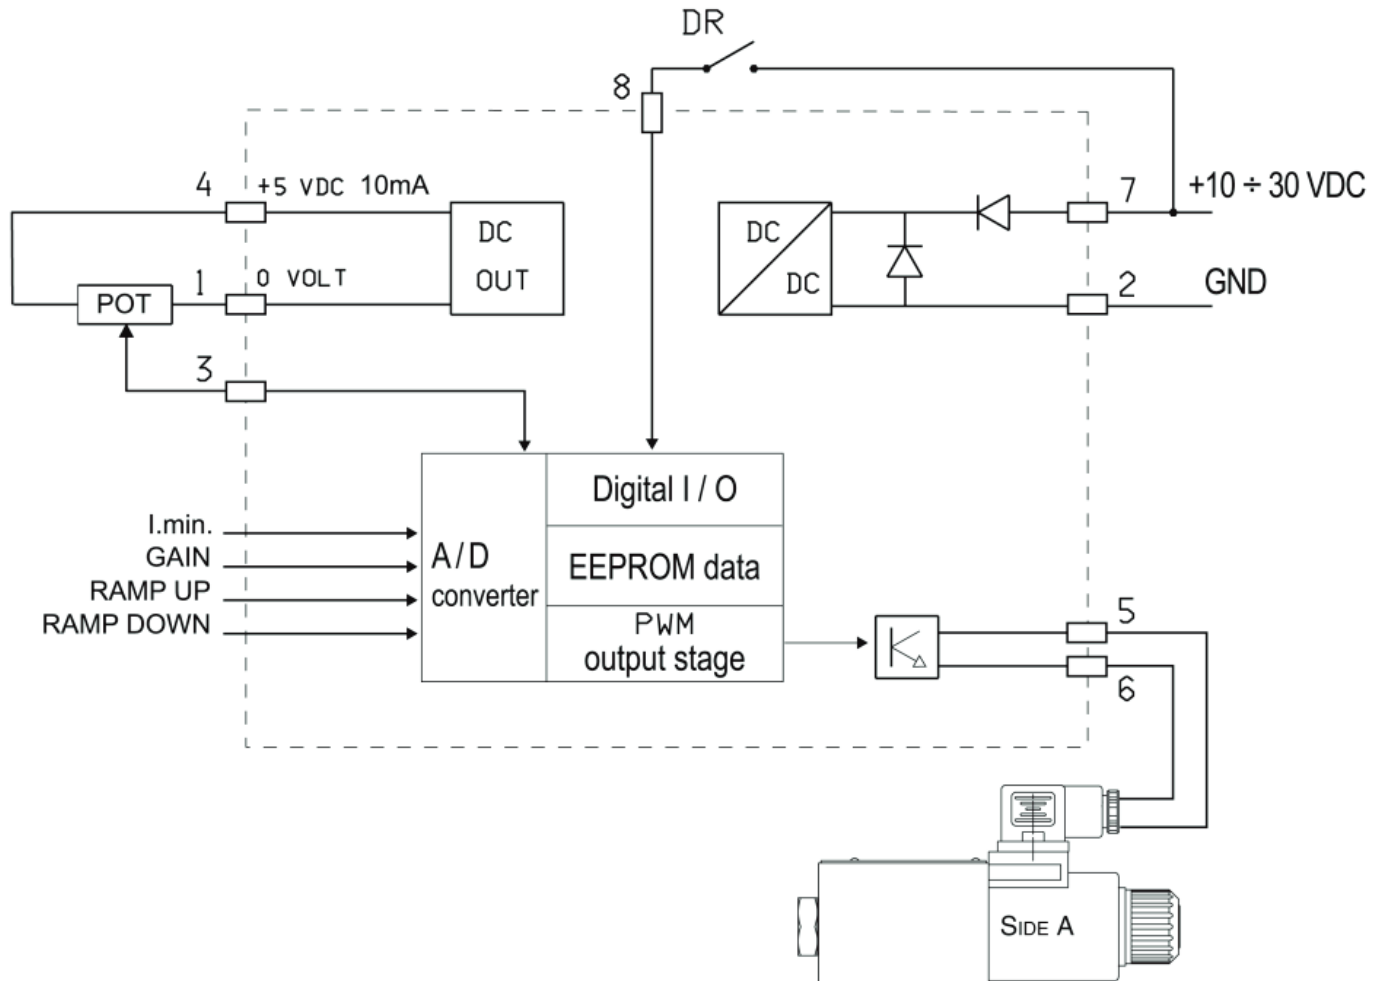 DR
8
4
+5 VDC 10mA
7
+10 ÷ 30 VDC
DC
OUT
DC
DC
1
0 VOLT
2
GND
POT
3
Digital I / O
I.min.
GAIN
RAMP UP
RAMP DOWN
A/D
converter
EEPROM data
PWM
output stage
5
6
SIDE A